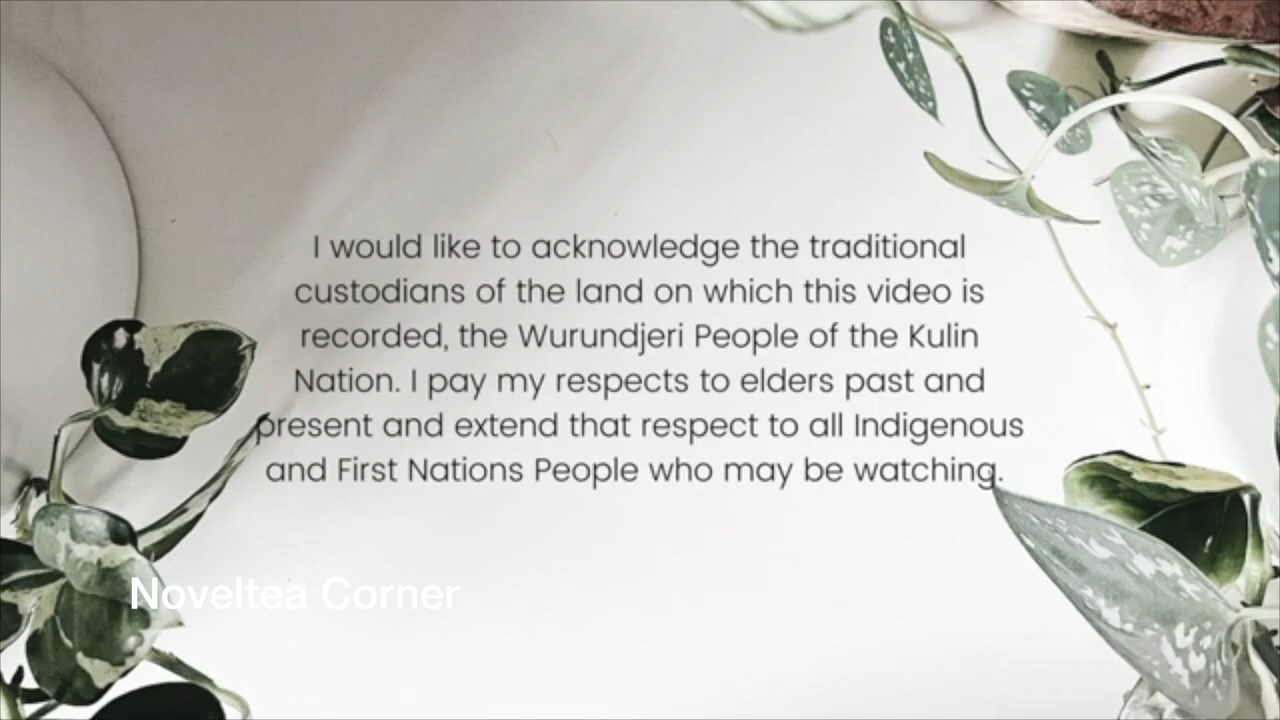 I would like to acknowledge the traditional
custodians of the land on which this video is
recorded, the Wurundjeri People of the Kulin
Nation. I pay my respects to elders past and
present and extend that respect to all Indigenous
and First Nations People who may be watching.
Noveltea Corner